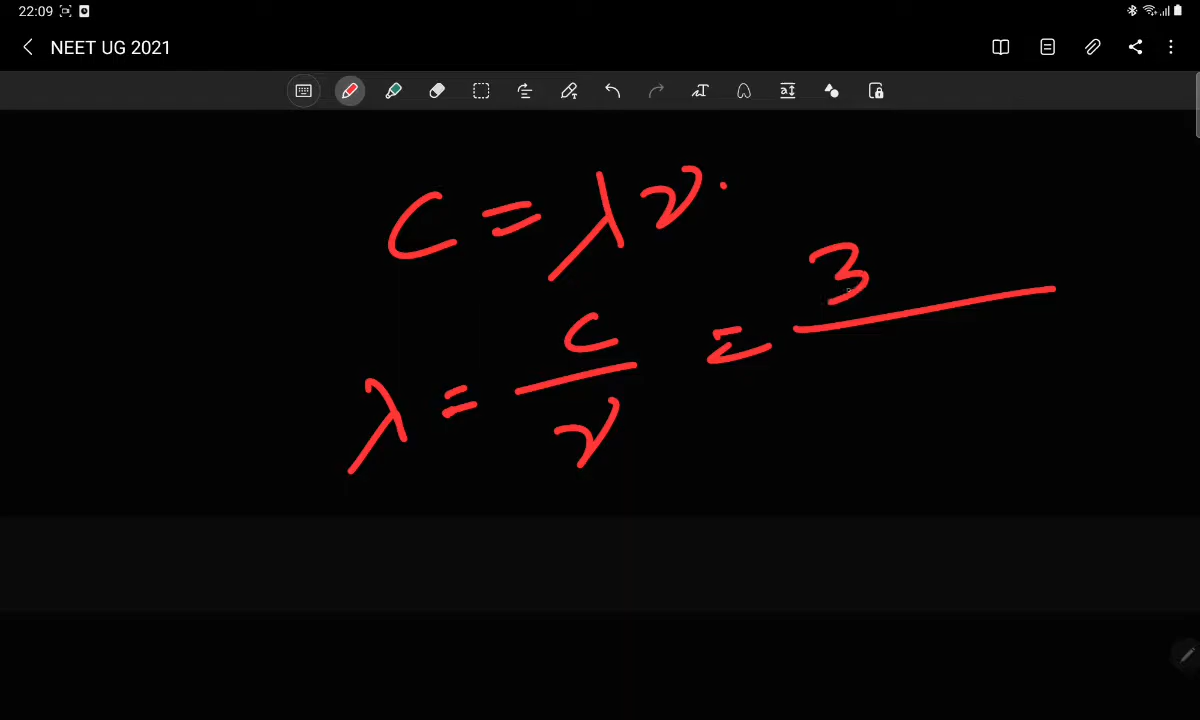 22:09
NEET UG 2021
C = λν.
λ = c/ν = 3/